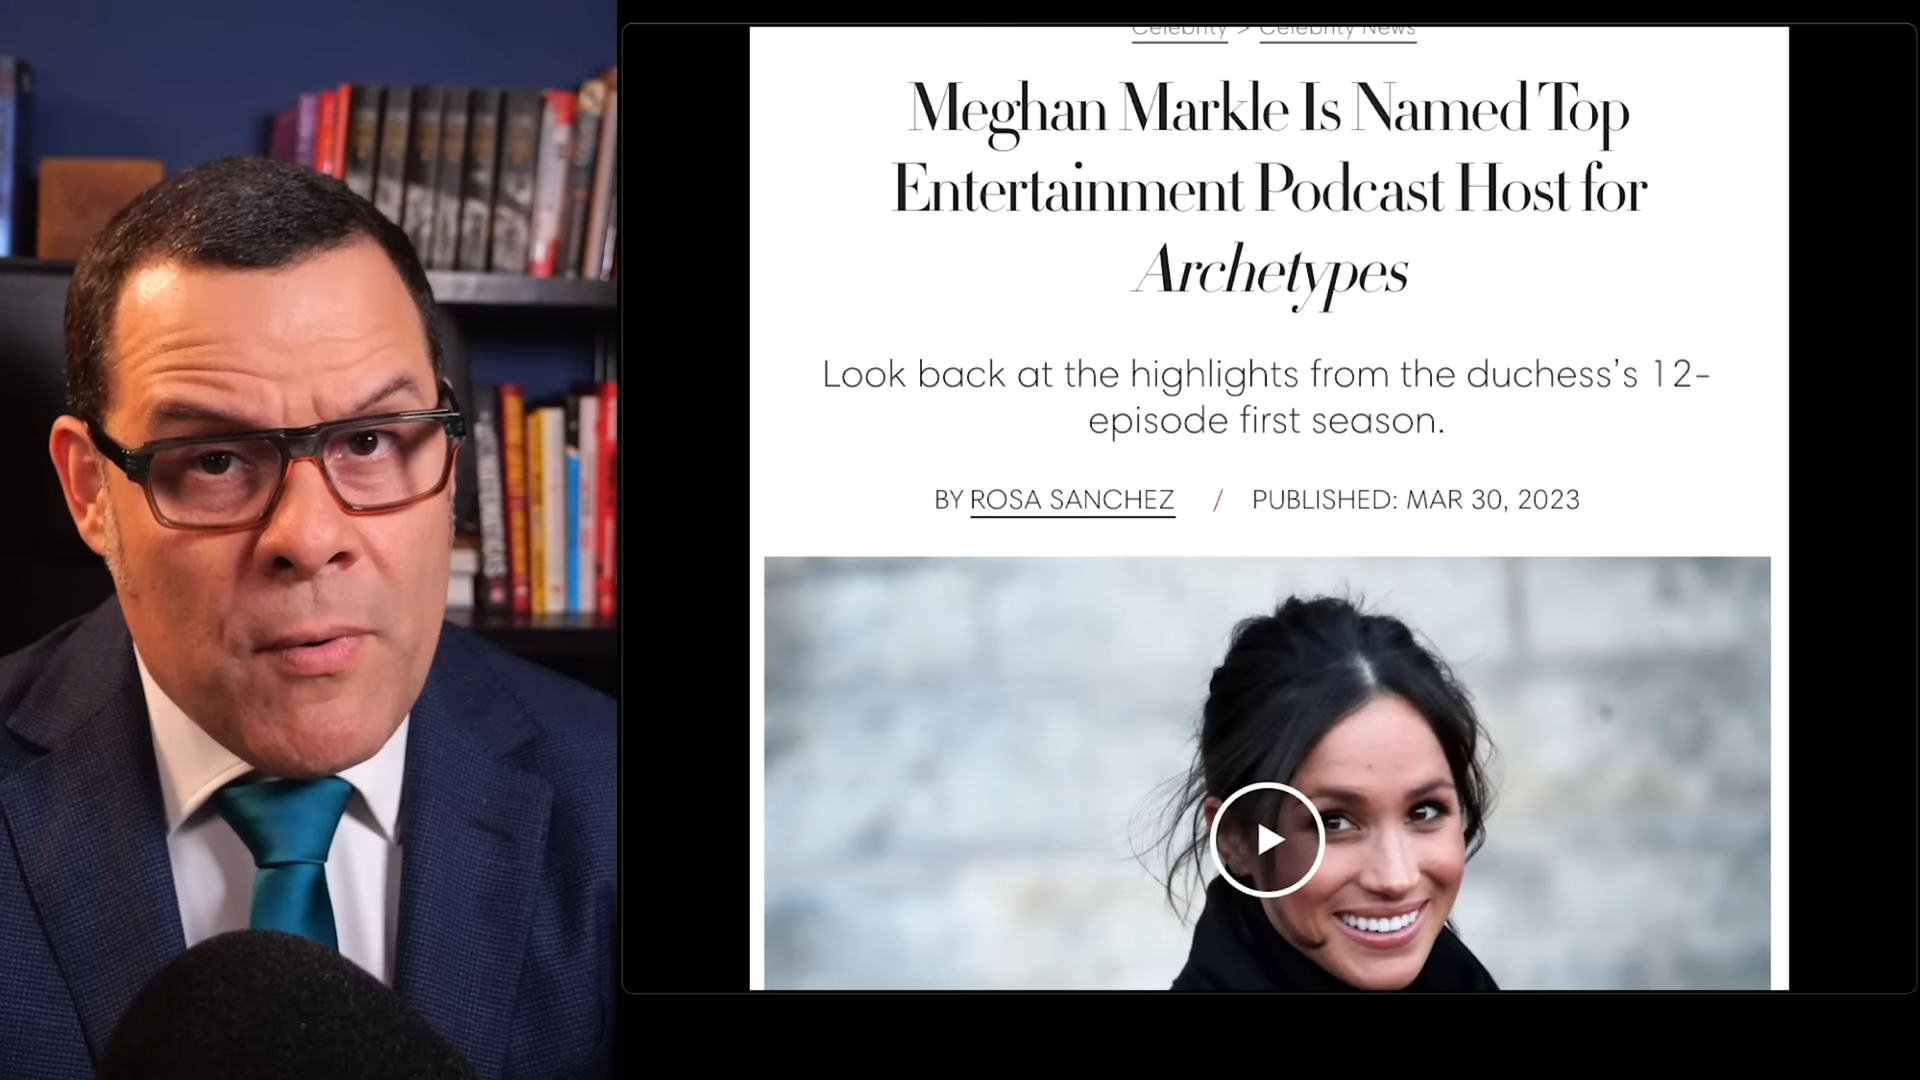 Celebrity > Celebrity News
Meghan Markle Is Named Top
Entertainment Podcast Host for
Archetypes
Look back at the highlights from the duchess's 12-
episode first season.
BY ROSA SANCHEZ / PUBLISHED: MAR 30, 2023